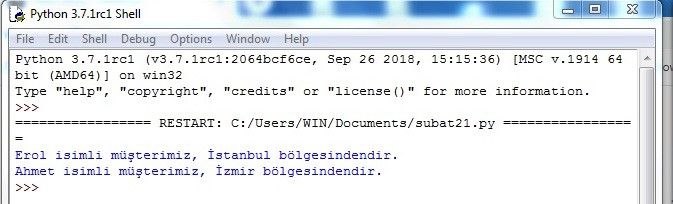 Python 3.7.1rc1 Shell
File Edit Shell Debug Options Window Help
Python 3.7.1rc1 (v3.7.1rc1:2064bcf6ce, Sep 26 2018, 15:15:36) [MSC v.1914 64
bit (AMD64)] on win32
Type "help", "copyright", "credits" or "license()" for more information.
>>>
================= RESTART: C:/Users/WIN/Documents/subat21.py ================
=
Erol isimli müşterimiz, İstanbul bölgesindendir.
Ahmet isimli müşterimiz, İzmir bölgesindendir.
>>>